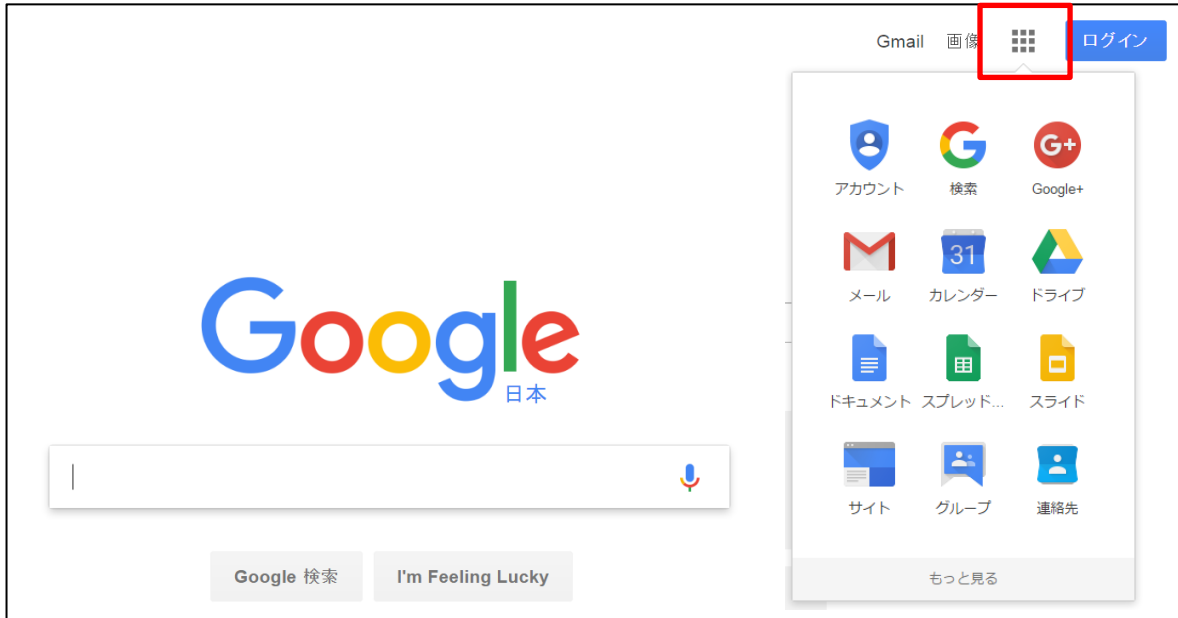 Gmail 画像 ログイン
アカウント 検索 Google+
メール カレンダー ドライブ
Google
日本
ドキュメント スプレッド... スライド
サイト グループ 連絡先
Google 検索 I'm Feeling Lucky
もっと見る
G+
31